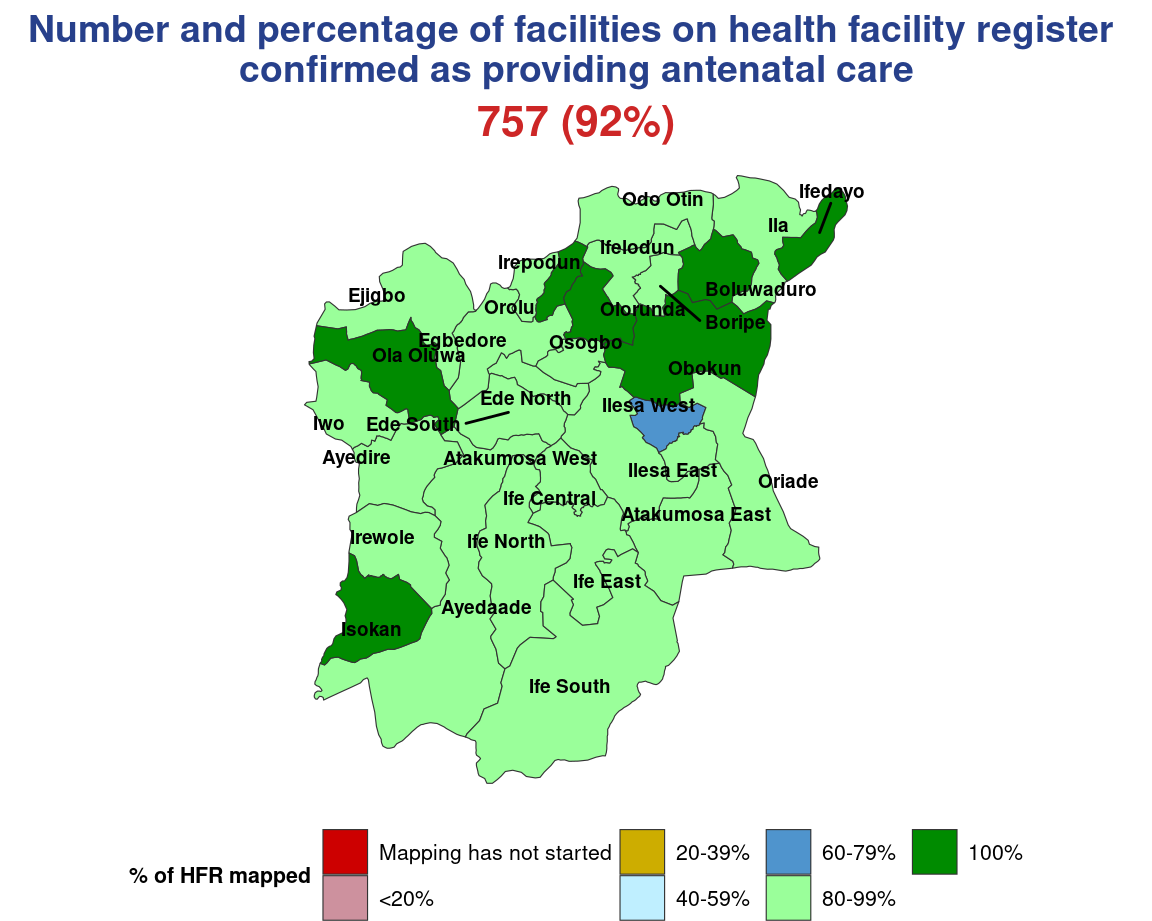 Number and percentage of facilities on health facility register
confirmed as providing antenatal care
757 (92%)
Ifedayo
Odo Otin
Ila
Ifelodun
Irepodun
Boluwaduro
Ejigbo
Orolu
Olorunda
Boripe
Egbedore
Osogbo
Ola Oluwa
Obokun
Ede North
Ilesa West
Iwo
Ede South
Ayedire
Atakumosa West
Ilesa East
Oriade
Ife Central
Atakumosa East
Irewole
Ife North
Ife East
Ayedaade
Isokan
Ife South
% of HFR mapped
Mapping has not started
<20%
20-39%
40-59%
60-79%
80-99%
100%